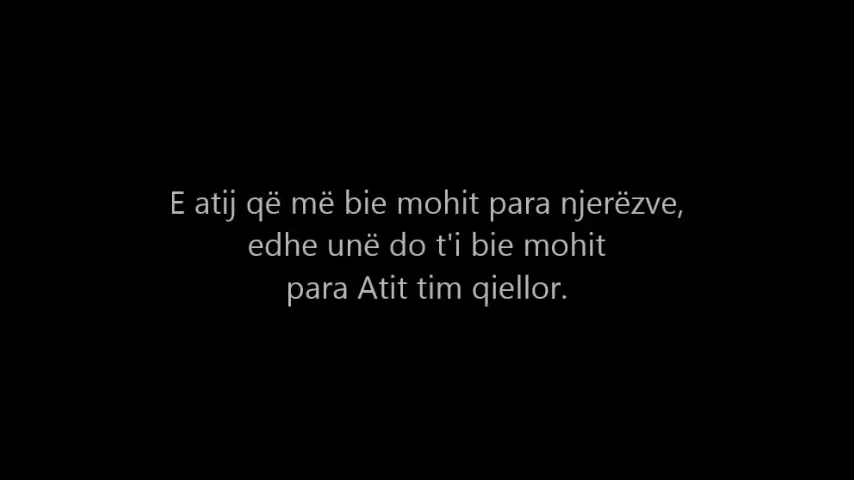 E atij që më bie mohit para njerëzve,
edhe unë do t'i bie mohit
para Atit tim qiellor.